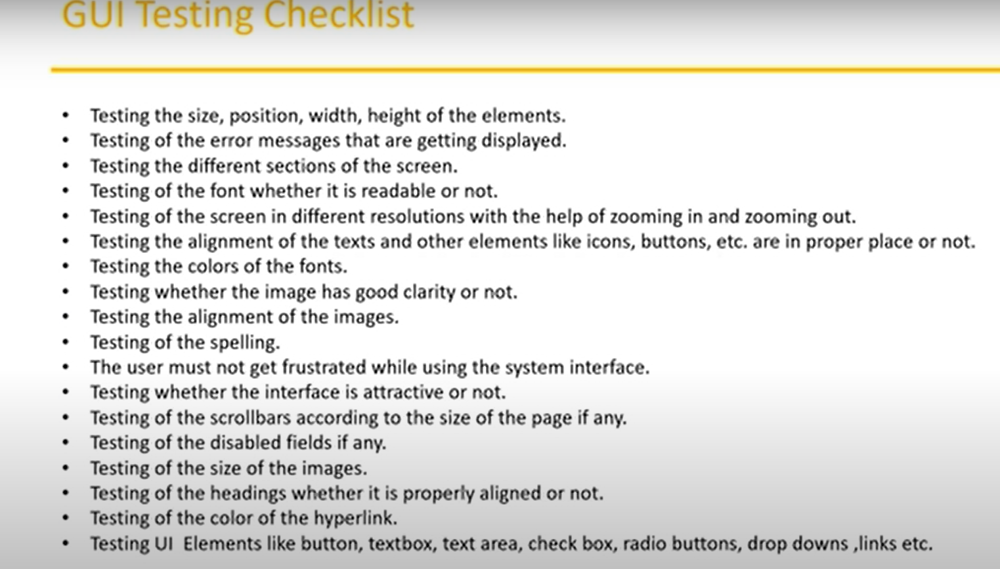 GUI Testing Checklist
• Testing the size, position, width, height of the elements.
• Testing of the error messages that are getting displayed.
• Testing the different sections of the screen.
• Testing of the font whether it is readable or not.
• Testing of the screen in different resolutions with the help of zooming in and zooming out.
• Testing the alignment of the texts and other elements like icons, buttons, etc. are in proper place or not.
• Testing the colors of the fonts.
• Testing whether the image has good clarity or not.
• Testing the alignment of the images.
• Testing of the spelling.
• The user must not get frustrated while using the system interface.
• Testing whether the interface is attractive or not.
• Testing of the scrollbars according to the size of the page if any.
• Testing of the disabled fields if any.
• Testing of the size of the images.
• Testing of the headings whether it is properly aligned or not.
• Testing of the color of the hyperlink.
• Testing UI  Elements like button, textbox, text area, check box, radio buttons, drop downs ,links etc.